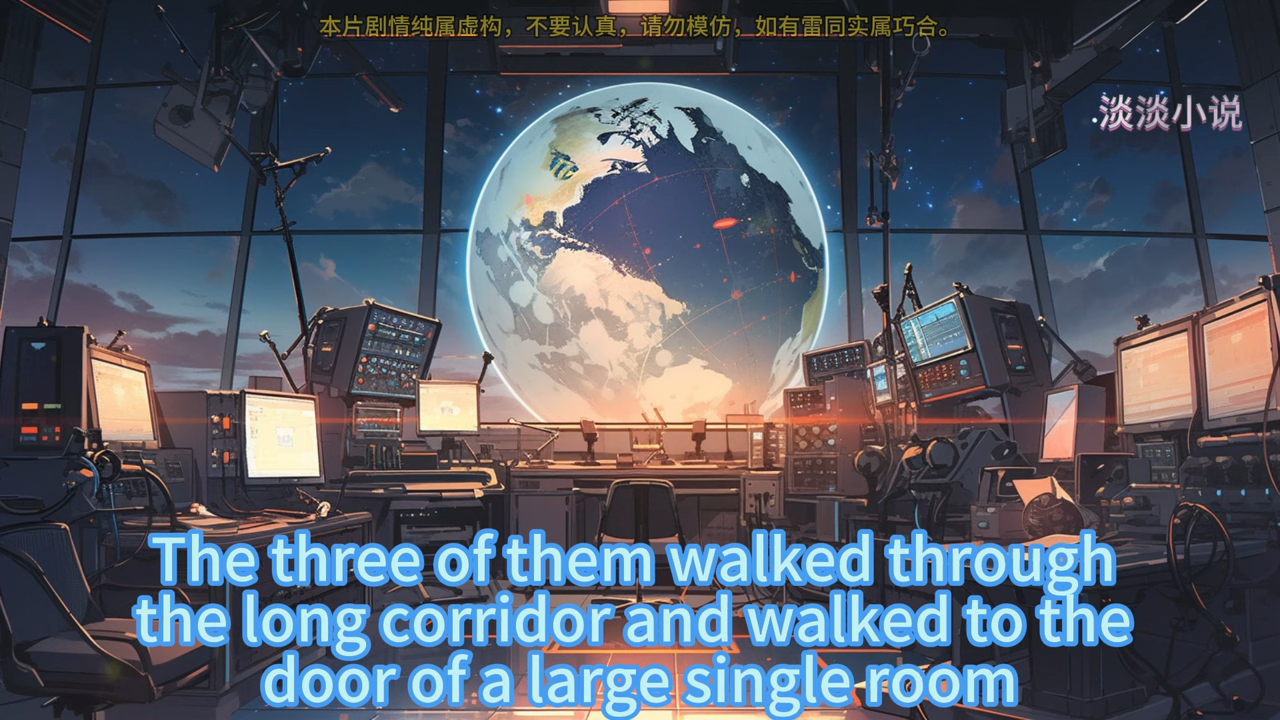 本片剧情纯属虚构，不要认真，请勿模仿，如有雷同实属巧合。
.淡淡小说
The three of them walked through
the long corridor and walked to the
door of a large single room